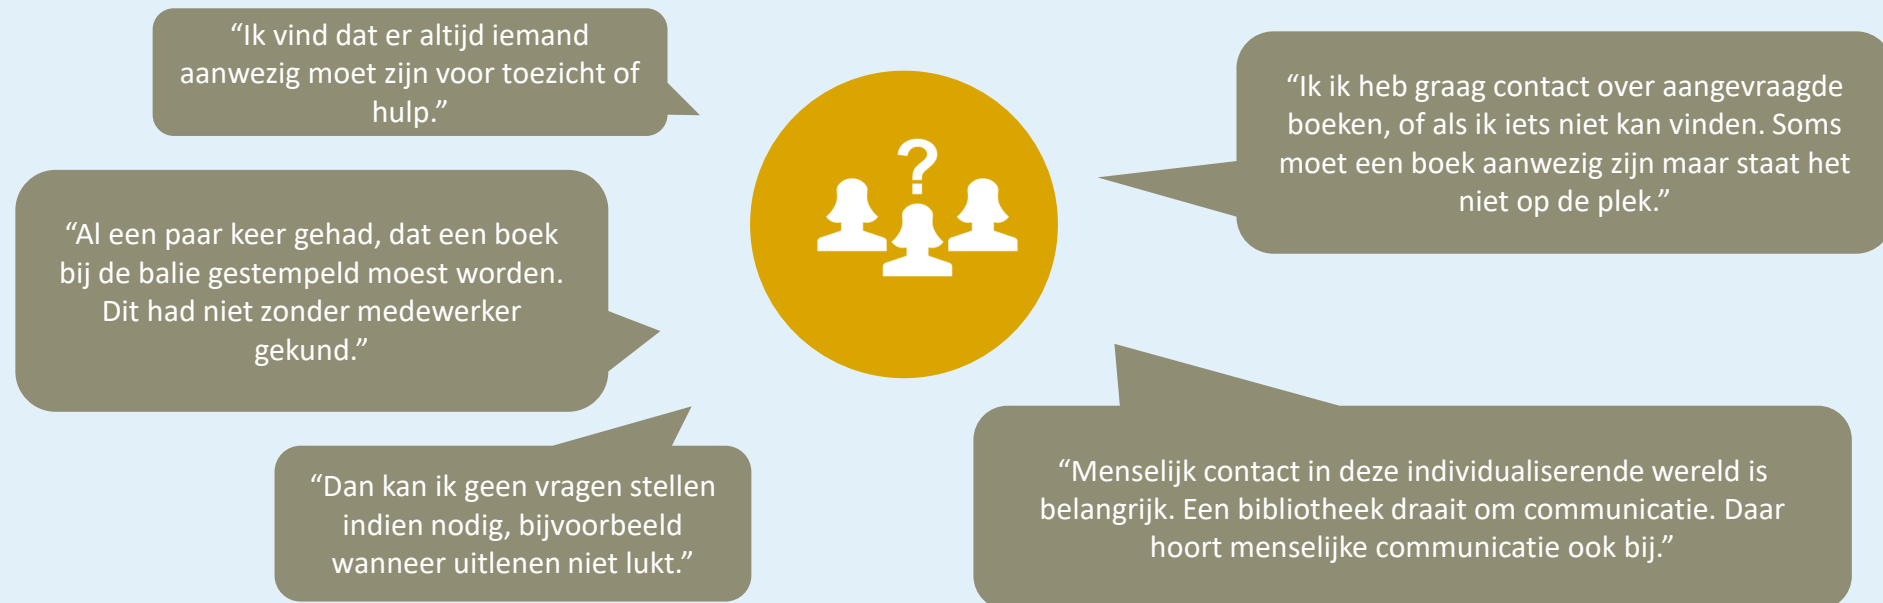 “Ik vind dat er altijd iemand
aanwezig moet zijn voor toezicht of
hulp.”
“Ik ik heb graag contact over aangevraagde
boeken, of als ik iets niet kan vinden. Soms
moet een boek aanwezig zijn maar staat het
niet op de plek.”
“Al een paar keer gehad, dat een boek
bij de balie gestempeld moest worden.
Dit had niet zonder medewerker
gekund.”
“Dan kan ik geen vragen stellen
indien nodig, bijvoorbeeld
wanneer uitlenen niet lukt.”
“Menselijk contact in deze individualiserende wereld is
belangrijk. Een bibliotheek draait om communicatie. Daar
hoort menselijke communicatie ook bij.”
?